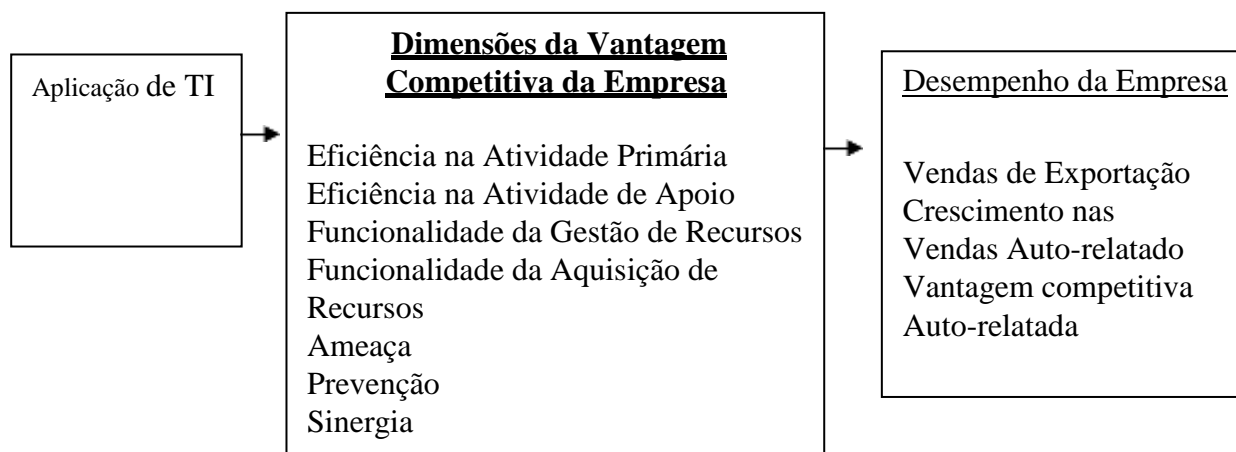 Aplicação de TI
Dimensões da Vantagem
Competitiva da Empresa
Eficiência na Atividade Primária
Eficiência na Atividade de Apoio
Funcionalidade da Gestão de Recursos
Funcionalidade da Aquisição de
Recursos
Ameaça
Prevenção
Sinergia
Desempenho da Empresa
Vendas de Exportação
Crescimento nas
Vendas Auto-relatado
Vantagem competitiva
Auto-relatada